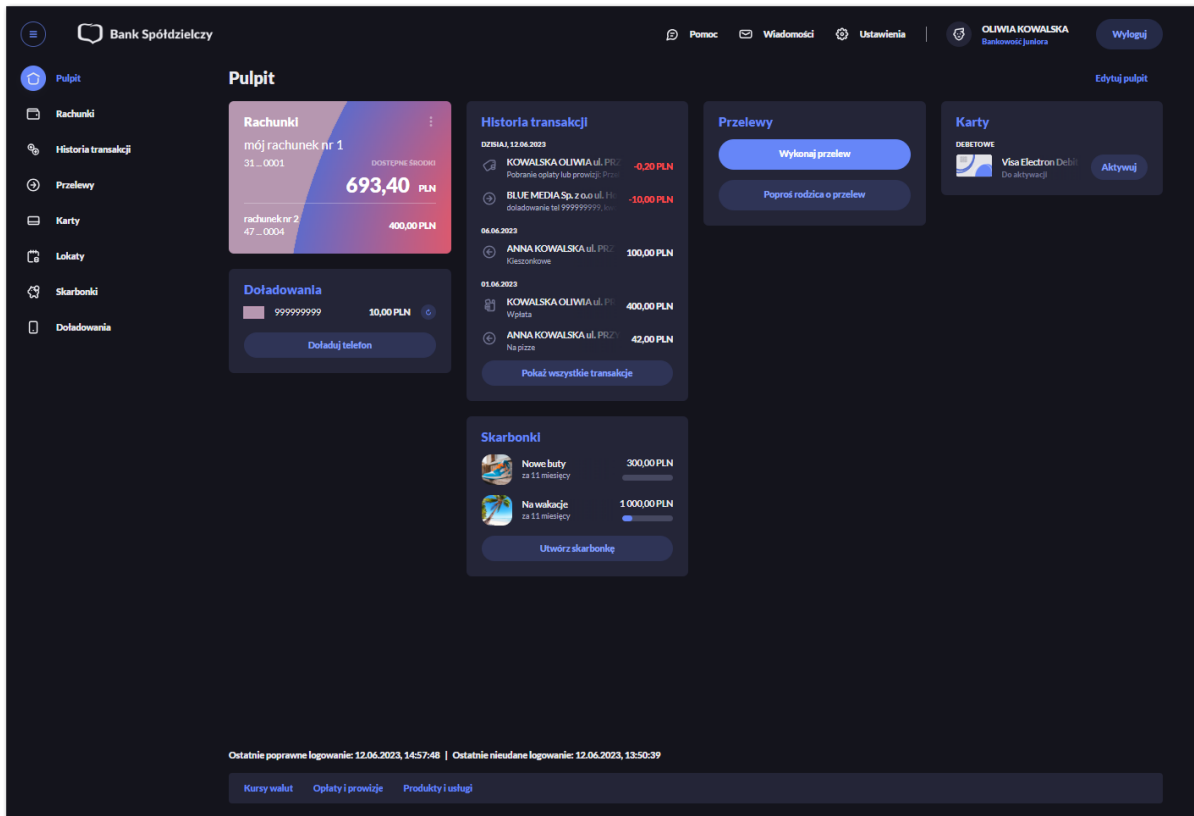 Bank Spółdzielczy
Pomoc
Wiadomości
Ustawienia
OLIWIA KOWALSKA
Bankowość juniora
Wyloguj
Pulpit
Rachunki
Historia transakcji
Przelewy
Karty
Lokaty
Skarbonki
Doładowania
Pulpit
Edytuj pulpit
Rachunki
mój rachunek nr 1
31 ... 0001
DOSTĘPNE ŚRODKI
693,40 PLN
rachunek nr 2
47 ... 0004
400,00 PLN
Doładowania
999999999 10,00 PLN
Doładuj telefon
Historia transakcji
DZISIAJ, 12.06.2023
KOWALSKA OLIWIA ul. PRZ -0,20 PLN
Pobranie opłaty lub prowizji: Prz
BLUE MEDIA Sp. z o.o ul. -10,00 PLN
doladowanie tel 999999999,
06.06.2023
ANNA KOWALSKA ul. PRZ 100,00 PLN
Kieszonkowe
01.06.2023
KOWALSKA OLIWIA ul. PR 400,00 PLN
Wpłata
ANNA KOWALSKA ul. PRZY 42,00 PLN
Na pizze
Pokaż wszystkie transakcje
Skarbonki
Nowe buty 300,00 PLN
za 11 miesięcy
Na wakacje 1 000,00 PLN
za 11 miesięcy
Utwórz skarbonkę
Przelewy
Wykonaj przelew
Poproś rodzica o przelew
Karty
DEBETOWE
Visa Electron Debit
Do aktywacji
Aktywuj
Ostatnie poprawne logowanie: 12.06.2023, 14:57:48 | Ostatnie nieudane logowanie: 12.06.2023, 13:50:39
Kursy walut Opłaty i prowizje Produkty i usługi